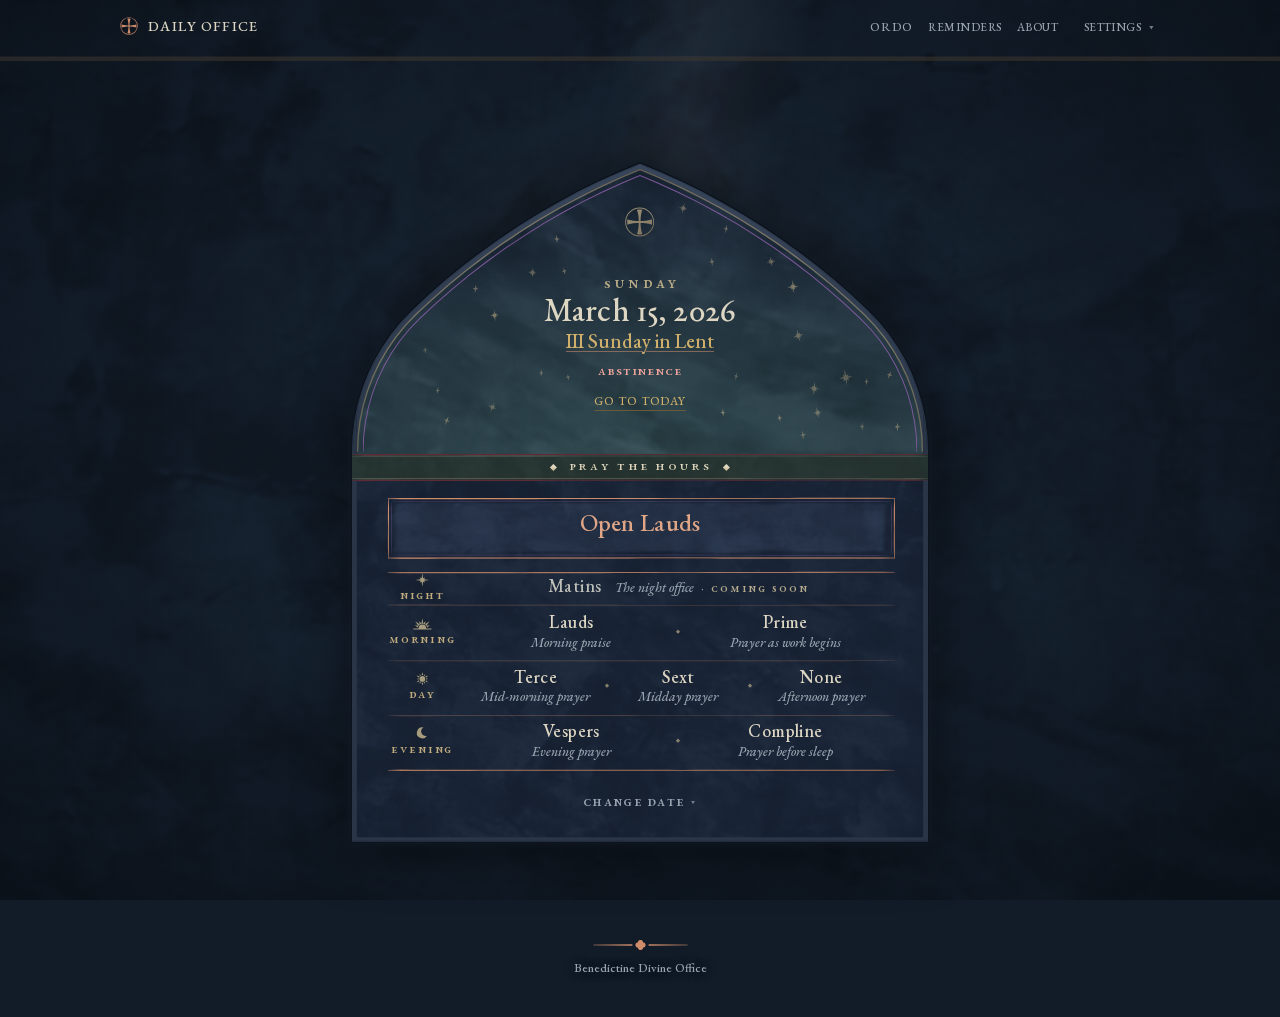 DAILY OFFICE
ORDO REMINDERS ABOUT SETTINGS
SUNDAY
March 15, 2026
III Sunday in Lent
ABSTINENCE
GO TO TODAY
PRAY THE HOURS
Open Lauds
NIGHT
Matins The night office · COMING SOON
MORNING
Lauds
Morning praise
Prime
Prayer as work begins
DAY
Terce
Mid-morning prayer
Sext
Midday prayer
None
Afternoon prayer
EVENING
Vespers
Evening prayer
Compline
Prayer before sleep
CHANGE DATE
Benedictine Divine Office